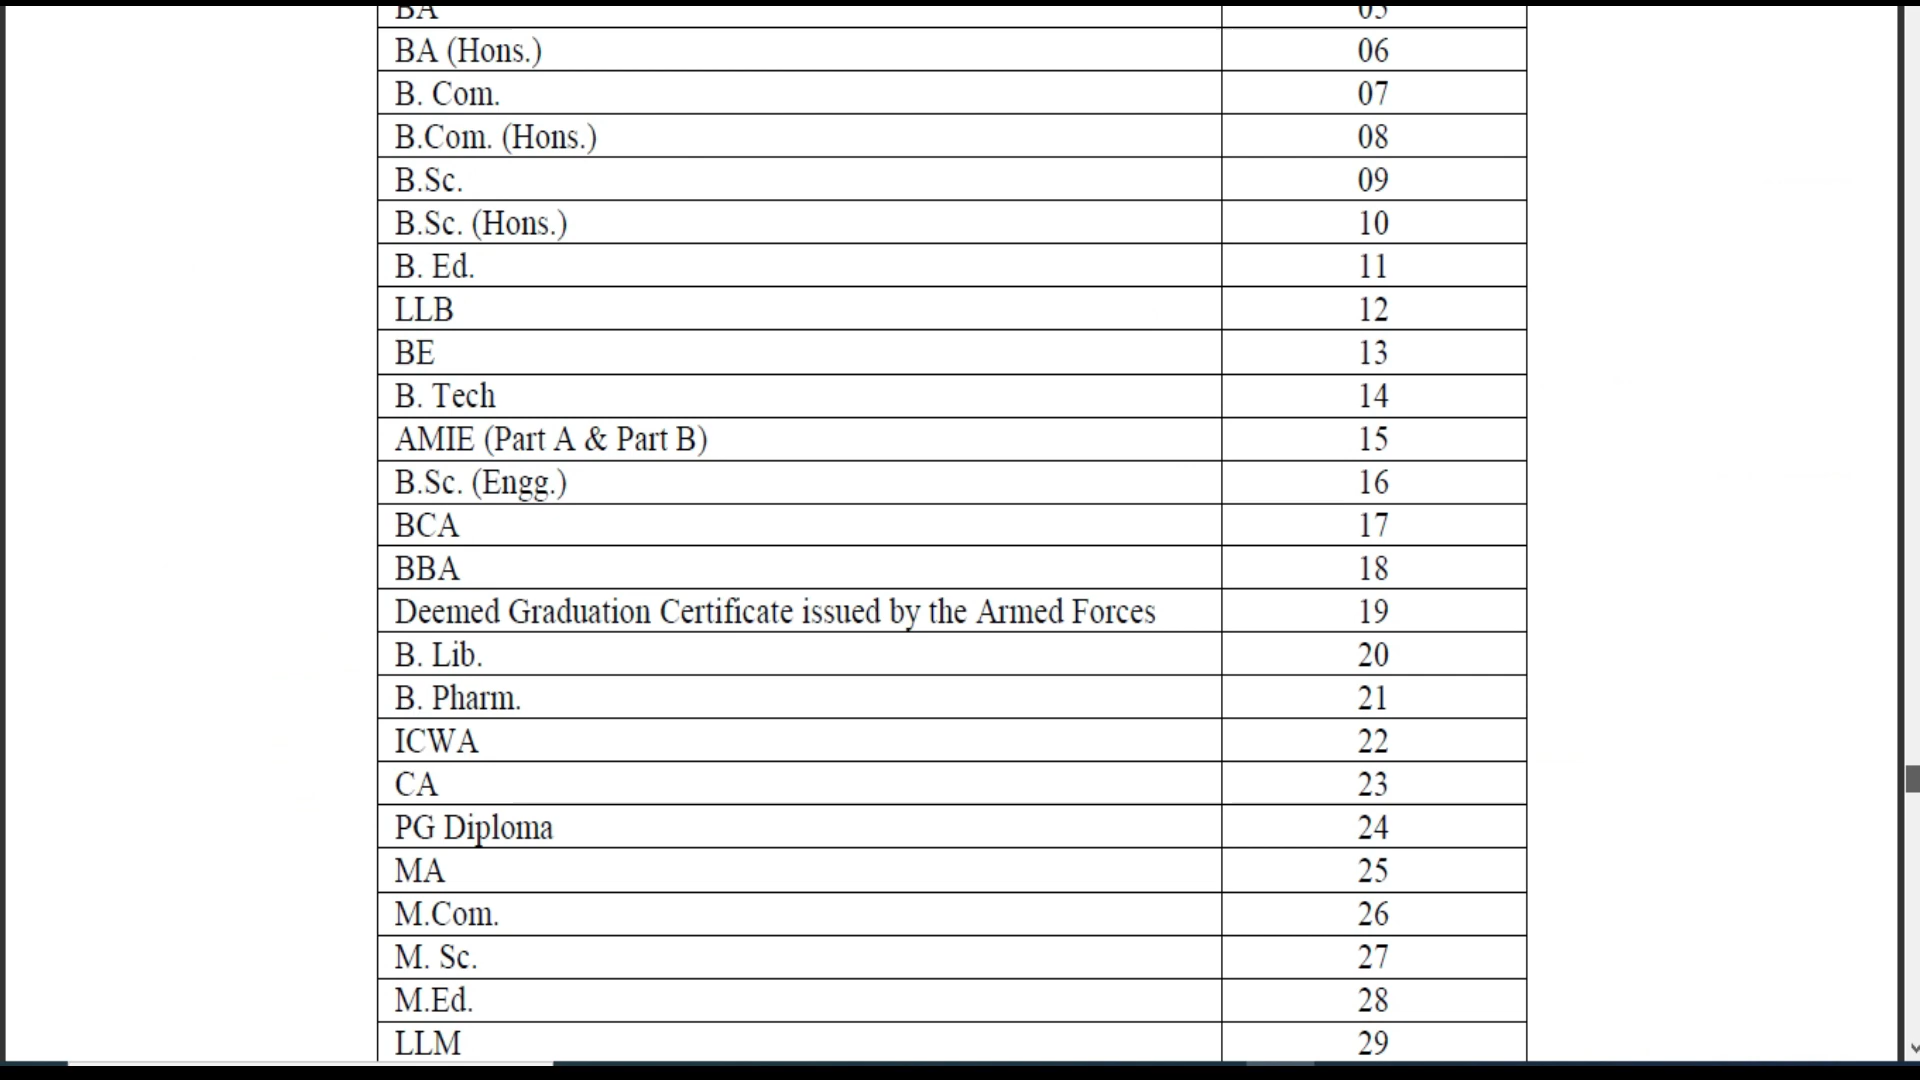 BA 05
BA (Hons.) 06
B. Com. 07
B.Com. (Hons.) 08
B.Sc. 09
B.Sc. (Hons.) 10
B. Ed. 11
LLB 12
BE 13
B. Tech 14
AMIE (Part A & Part B) 15
B.Sc. (Engg.) 16
BCA 17
BBA 18
Deemed Graduation Certificate issued by the Armed Forces 19
B. Lib. 20
B. Pharm. 21
ICWA 22
CA 23
PG Diploma 24
MA 25
M.Com. 26
M. Sc. 27
M.Ed. 28
LLM 29